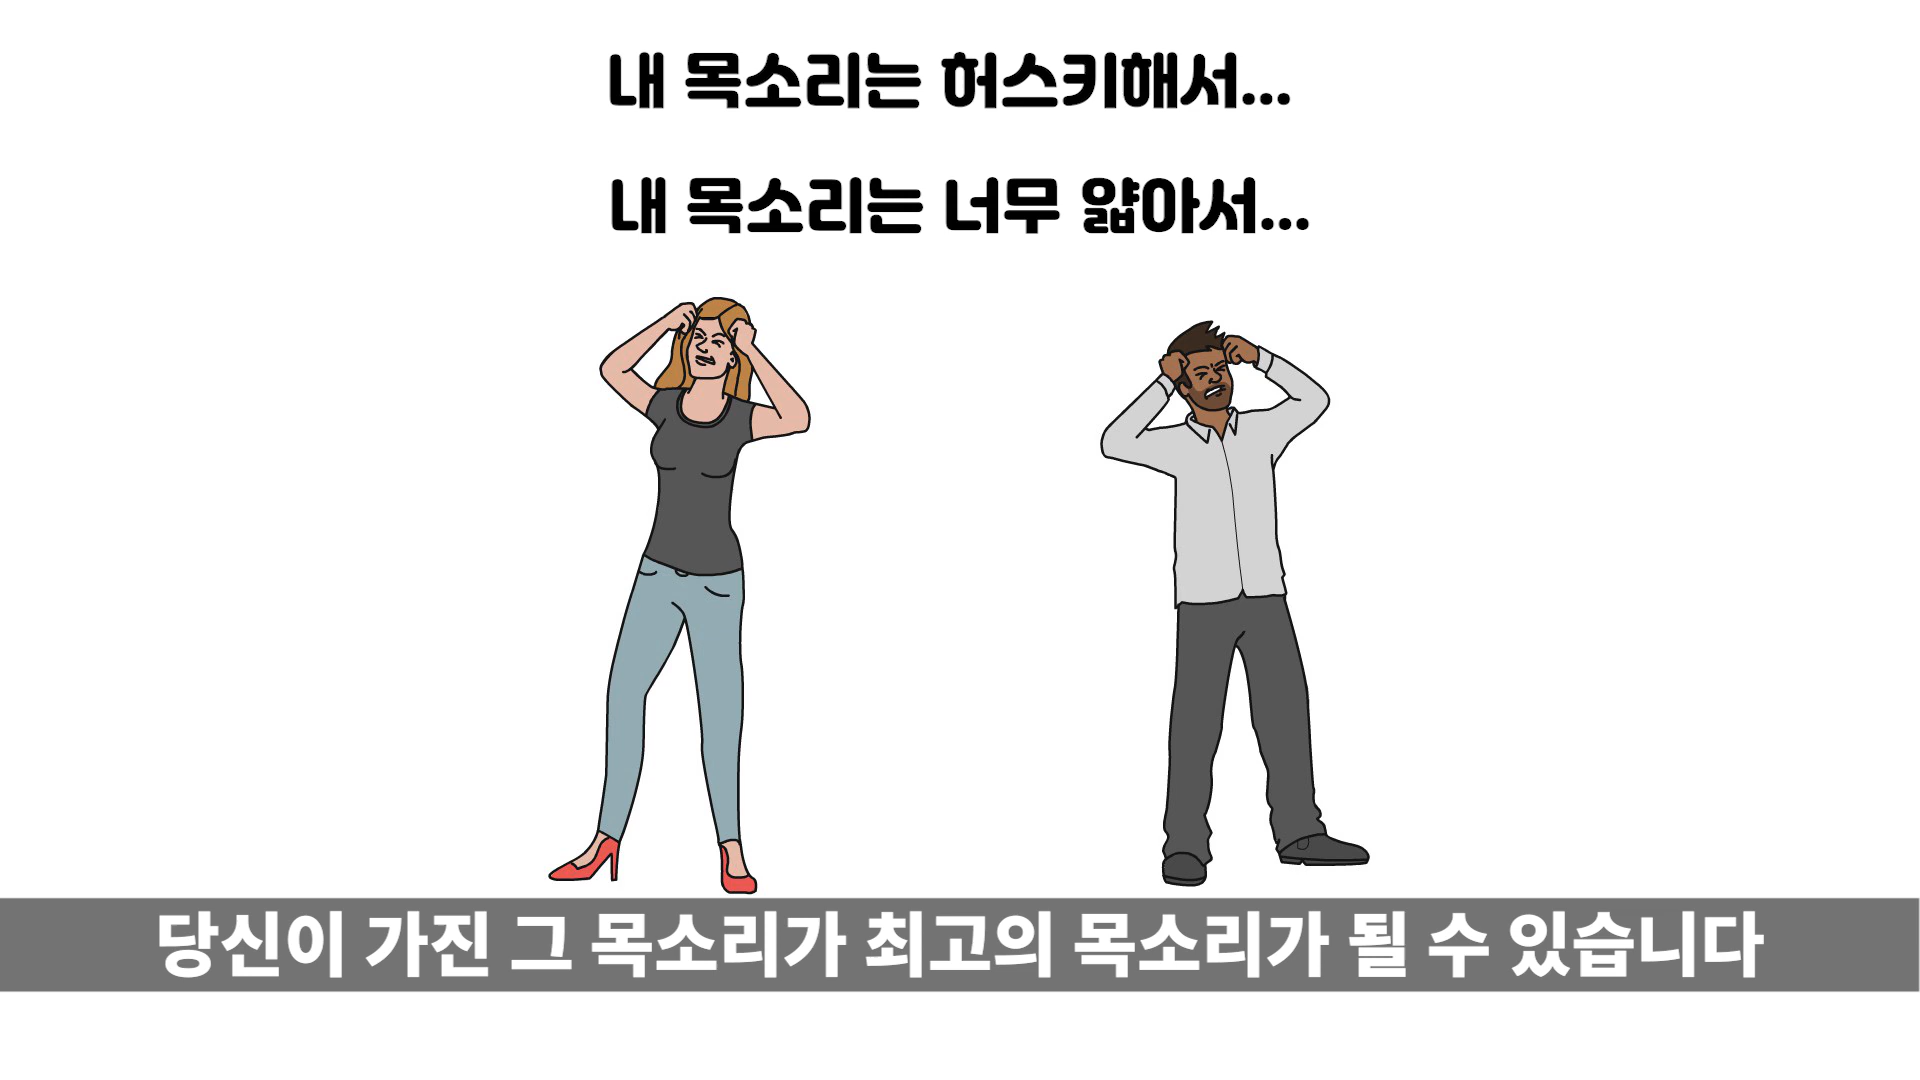 내 목소리는 허스키해서...
내 목소리는 너무 얇아서...
당신이 가진 그 목소리가 최고의 목소리가 될 수 있습니다